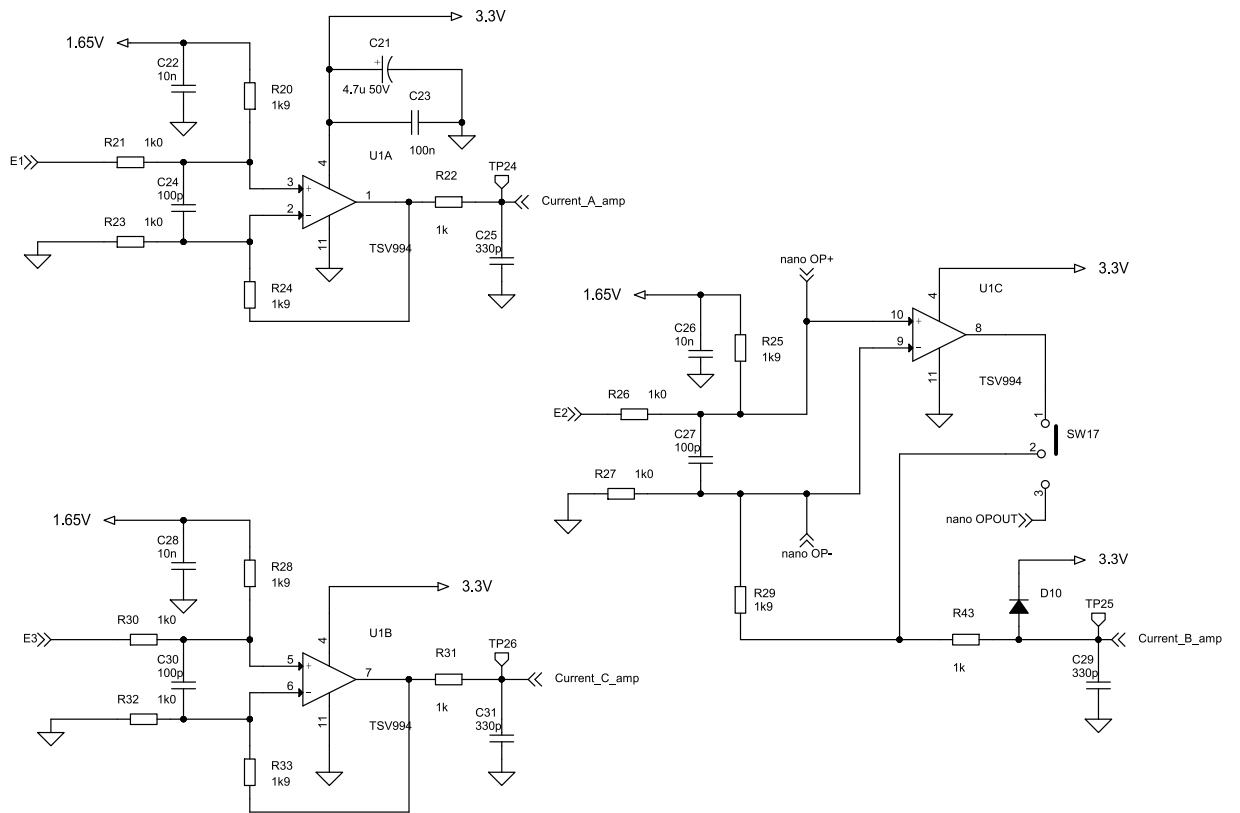 3.3V
1.65V
C21
+
4.7u 50V
C22
10n
C23
100n
R20
1k9
R21 1k0
E1
U1A
4
3
+
2
-
1
11
TSV994
C24
100p
R23 1k0
R22
1k
TP24
Current_A_amp
C25
330p
R24
1k9
nano OP+
3.3V
1.65V
U1C
4
10
+
9
-
8
11
TSV994
C26
10n
R25
1k9
R26 1k0
E2
C27
100p
R27 1k0
1
SW17
2
3
nano OPOUT
nano OP-
3.3V
D10
R29
1k9
R43
1k
TP25
Current_B_amp
C29
330p
1.65V
C28
10n
R28
1k9
3.3V
R30 1k0
E3
U1B
4
5
+
6
-
7
11
TSV994
C30
100p
R32 1k0
R31
1k
TP26
Current_C_amp
C31
330p
R33
1k9